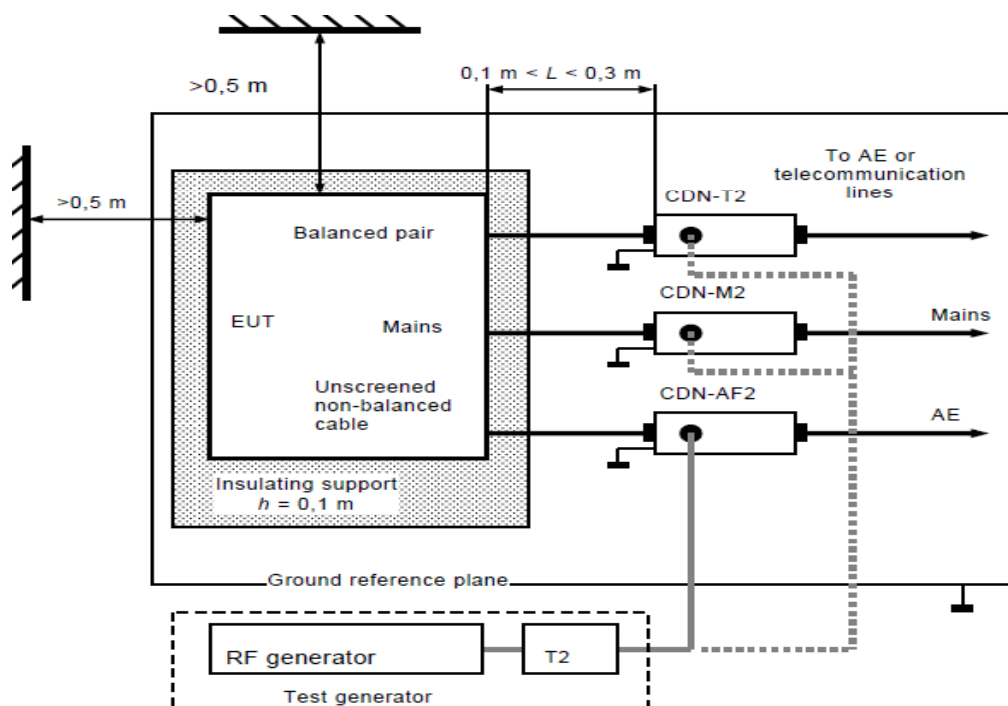 >0,5 m
0,1 m < L < 0,3 m
>0,5 m
To AE or
telecommunication
lines
CDN-T2
Balanced pair
CDN-M2
EUT
Mains
Mains
Unscreened
non-balanced
cable
CDN-AF2
AE
Insulating support
h = 0,1 m
Ground reference plane
RF generator
T2
Test generator